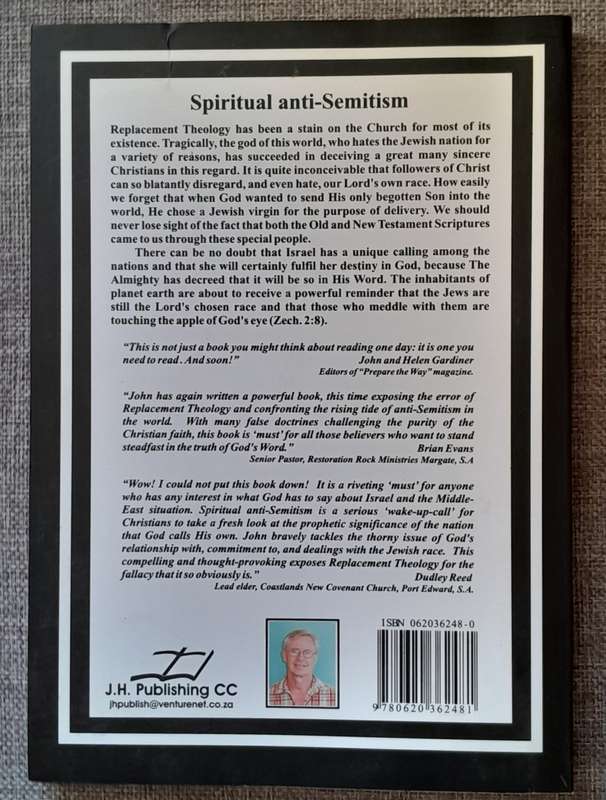 Spiritual anti-Semitism
Replacement Theology has been a stain on the Church for most of its
existence. Tragically, the god of this world, who hates the Jewish nation for
a variety of reasons, has succeeded in deceiving a great many sincere
Christians in this regard. It is quite inconceivable that followers of Christ
can so blatantly disregard, and even hate, our Lord's own race. How easily
we forget that when God wanted to send His only begotten Son into the
world, He chose a Jewish virgin for the purpose of delivery. We should
never lose sight of the fact that both the Old and New Testament Scriptures
came to us through these special people.
There can be no doubt that Israel has a unique calling among the
nations and that she will certainly fulfil her destiny in God, because The
Almighty has decreed that it will be so in His Word. The inhabitants of
planet earth are about to receive a powerful reminder that the Jews are
still the Lord's chosen race and that those who meddle with them are
touching the apple of God's eye (Zech. 2:8).
"This is not just a book you might think about reading one day: it is one you
need to read. And soon!" John and Helen Gardiner
Editors of "Prepare the Way" magazine.
"John has again written a powerful book, this time exposing the error of
Replacement Theology and confronting the rising tide of anti-Semitism in
the world. With many false doctrines challenging the purity of the
Christian faith, this book is 'must' for all those believers who want to stand
steadfast in the truth of God's Word." Brian Evans
Senior Pastor, Restoration Rock Ministries Margate, S.A
"Wow! I could not put this book down! It is a riveting 'must' for anyone
who has any interest in what God has to say about Israel and the Middle-
East situation. Spiritual anti-Semitism is a serious 'wake-up-call' for
Christians to take a fresh look at the prophetic significance of the nation
that God calls His own. John bravely tackles the thorny issue of God's
relationship with, commitment to, and dealings with the Jewish race. This
compelling and thought-provoking exposes Replacement Theology for the
fallacy that it so obviously is." Dudley Reed
Lead elder, Coastlands New Covenant Church, Port Edward, S.A.
J.H. Publishing CC
jhpublish@venturenet.co.za
ISBN 062036248-0
9 780620 362481